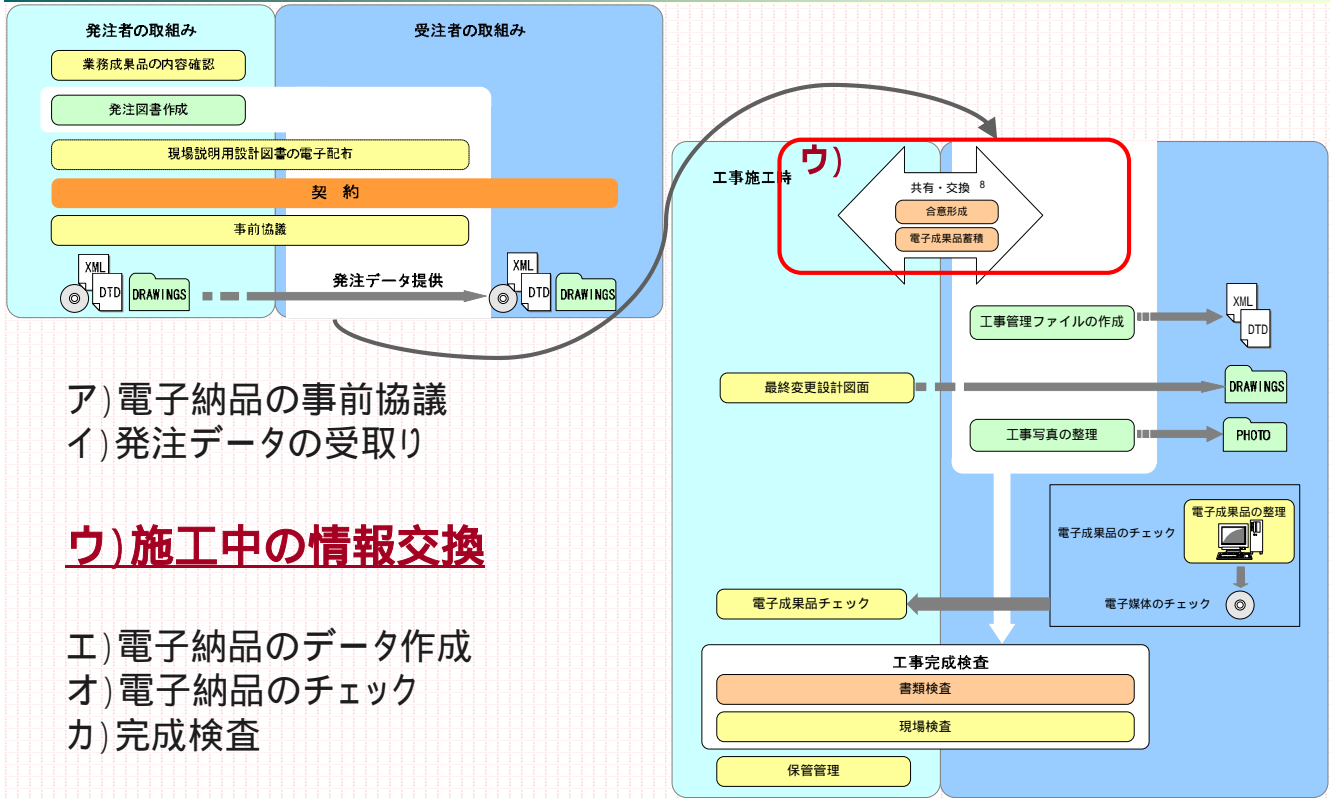 発注者の取組み
受注者の取組み
業務成果品の内容確認
発注図書作成
現場説明用設計図書の電子配布
契 約
事前協議
XML
DTD
DRAWINGS
発注データ提供
XML
DTD
DRAWINGS
ア)電子納品の事前協議
イ)発注データの受取り
ウ)施工中の情報交換
エ)電子納品のデータ作成
オ)電子納品のチェック
カ)完成検査
工事施工時
ウ)
共有・交換 8
合意形成
電子成果品蓄積
工事管理ファイルの作成
XML
DTD
最終変更設計図面
DRAWINGS
工事写真の整理
PHOTO
電子成果品の整理
電子成果品のチェック
電子媒体のチェック
電子成果品チェック
工事完成検査
書類検査
現場検査
保管管理